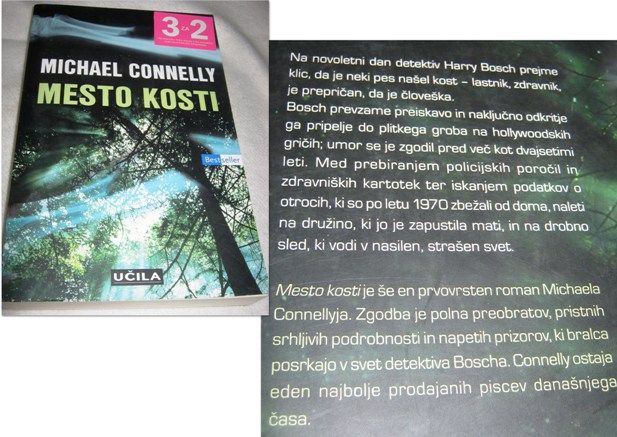 3 ZA 2
MICHAEL CONNELLY
MESTO KOSTI
Bestseller
UČILA
Na novoletni dan detektiv Harry Bosch prejme
klic, da je neki pes našel kost – lastnik, zdravnik,
je prepričan, da je človeška.
Bosch prevzame preiskavo in naključno odkritje
ga pripelje do plitkega groba na hollywoodskih
gričih; umor se je zgodil pred več kot dvajsetimi
leti. Med prebiranjem policijskih poročil in
zdravniških kartotek ter iskanjem podatkov o
otrocih, ki so po letu 1970 zbežali od doma, naleti
na družino, ki jo je zapustila mati, in na drobno
sled, ki vodi v nasilen, strašen svet.
Mesto kosti je še en prvovrsten roman Michaela
Connellyja. Zgodba je polna preobratov, pristnih
srhljivih podrobnosti in napetih prizorov, ki bralca
posrkajo v svet detektiva Boscha. Connelly ostaja
eden najbolje prodajanih piscev današnjega
časa.